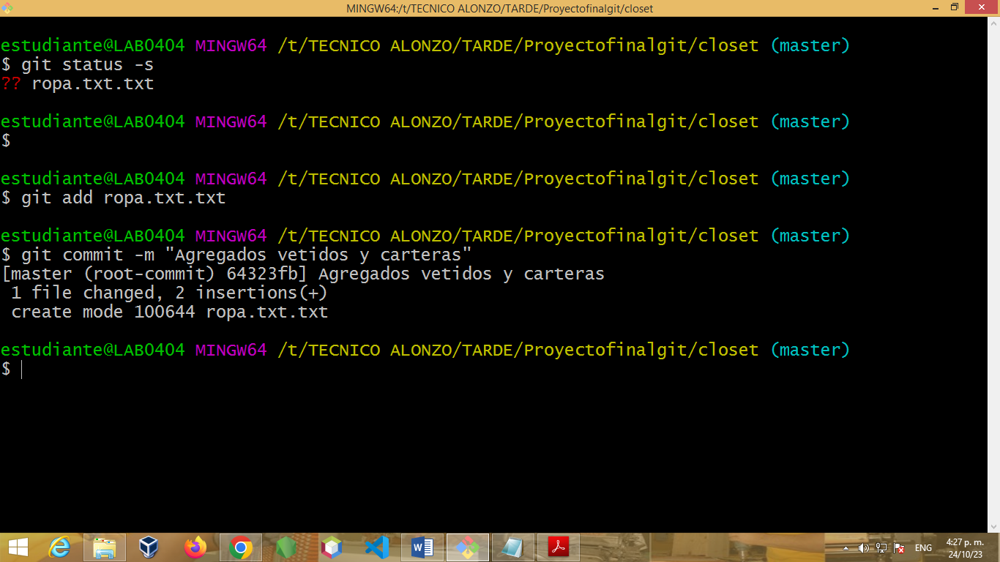 MINGW64:/t/TECNICO ALONZO/TARDE/Proyectofinalgit/closet
estudiante@LAB0404 MINGW64 /t/TECNICO ALONZO/TARDE/Proyectofinalgit/closet (master)
$ git status -s
?? ropa.txt.txt
estudiante@LAB0404 MINGW64 /t/TECNICO ALONZO/TARDE/Proyectofinalgit/closet (master)
$
estudiante@LAB0404 MINGW64 /t/TECNICO ALONZO/TARDE/Proyectofinalgit/closet (master)
$ git add ropa.txt.txt
estudiante@LAB0404 MINGW64 /t/TECNICO ALONZO/TARDE/Proyectofinalgit/closet (master)
$ git commit -m "Agregados vetidos y carteras"
[master (root-commit) 64323fb] Agregados vetidos y carteras
1 file changed, 2 insertions(+)
create mode 100644 ropa.txt.txt
estudiante@LAB0404 MINGW64 /t/TECNICO ALONZO/TARDE/Proyectofinalgit/closet (master)
$
ENG
4:27 p. m.
24/10/23